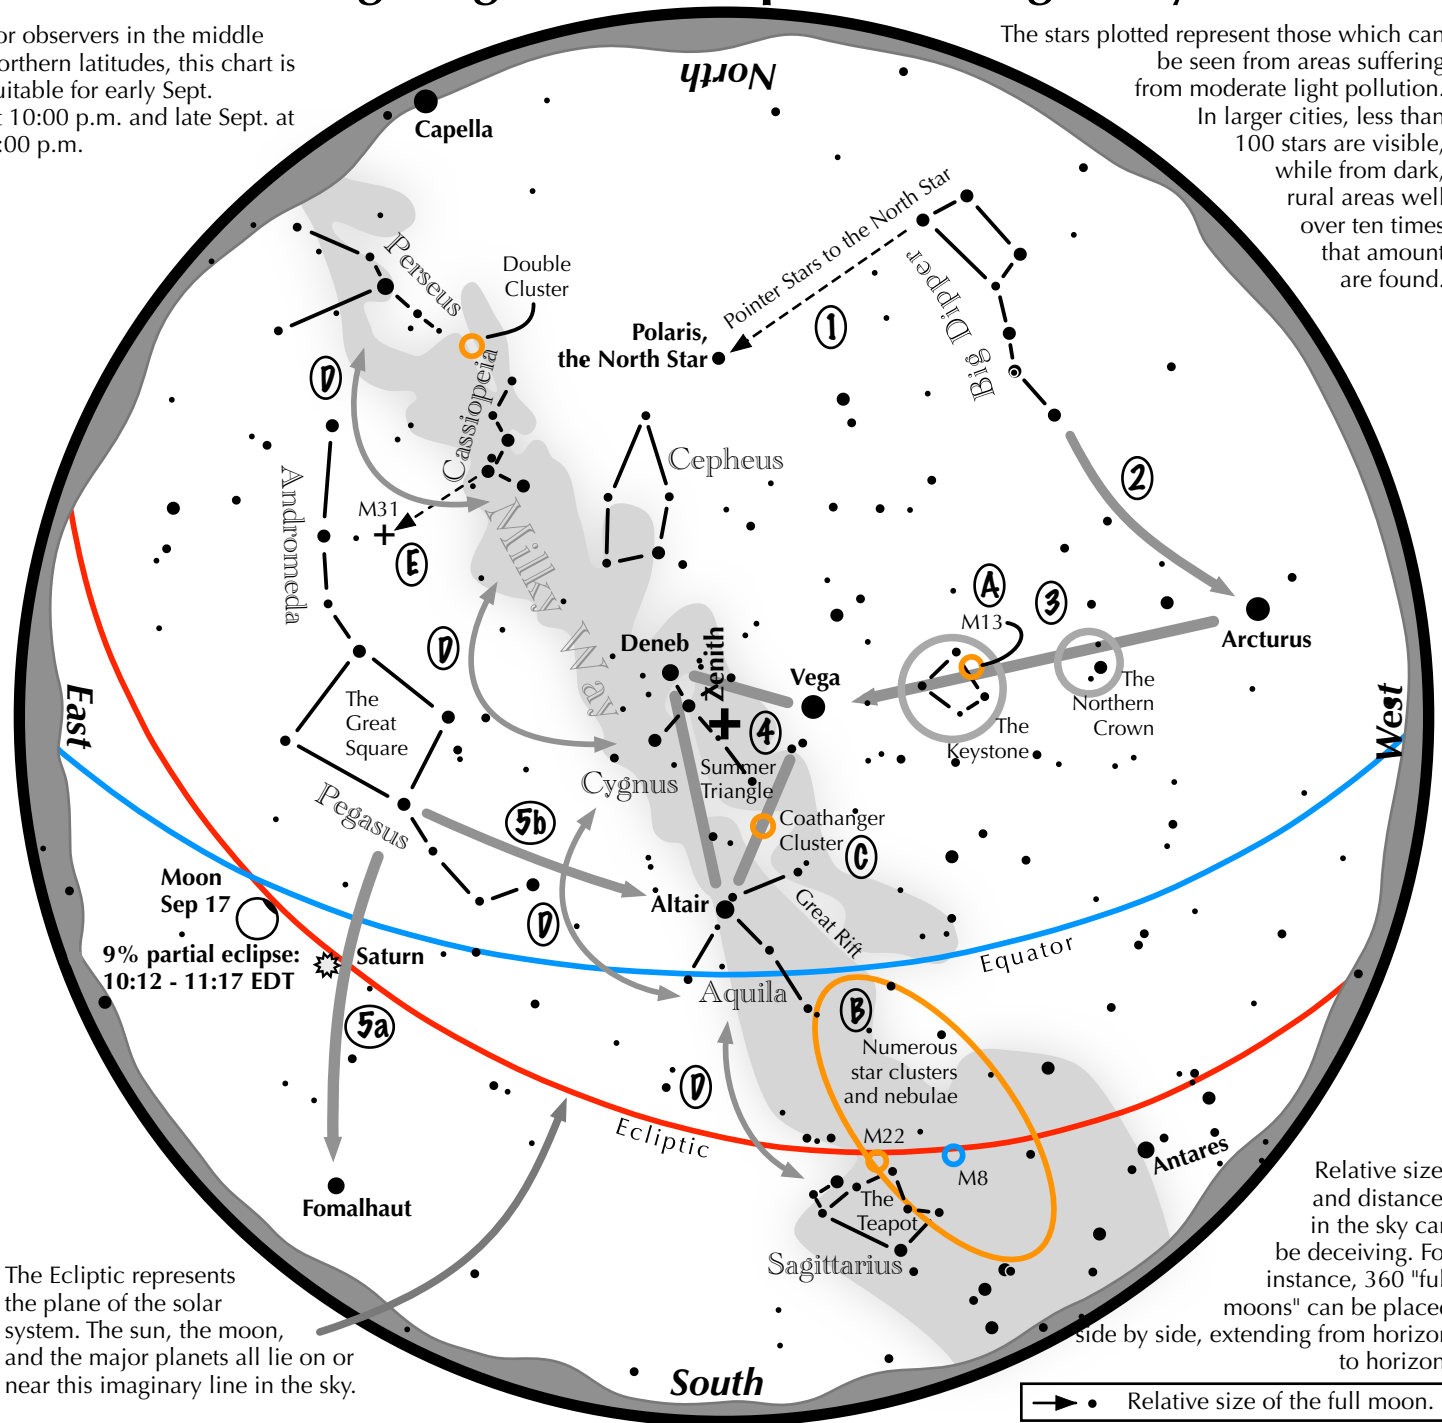 or observers in the middle
orthern latitudes, this chart is
uitable for early Sept.
t 10:00 p.m. and late Sept. at
:00 p.m.
The stars plotted represent those which can
be seen from areas suffering
from moderate light pollution.
In larger cities, less than
100 stars are visible,
while from dark,
rural areas well
over ten times
that amount
are found.
North
Capella
Perseus
Double
Cluster
Pointer Stars to the North Star
Big Dipper
1
Polaris,
the North Star
D
Cassiopeia
Cepheus
2
Andromeda
M31
E
Milky Way
A
3
M13
Arcturus
Deneb
Zenith
Vega
D
The
Northern
Crown
The
Keystone
East
West
The
Great
Square
4
Summer
Triangle
Cygnus
Pegasus
5b
Coathanger
Cluster
C
Moon
Sep 17
Altair
Great Rift
D
9% partial eclipse:
10:12 - 11:17 EDT
Saturn
Equator
Aquila
B
5a
Numerous
star clusters
and nebulae
D
Ecliptic
M22
M8
Antares
The
Teapot
Fomalhaut
Sagittarius
Relative size
and distance
in the sky can
be deceiving. Fo
instance, 360 "ful
moons" can be placed
side by side, extending from horizon
to horizon
The Ecliptic represents
the plane of the solar
system. The sun, the moon,
and the major planets all lie on or
near this imaginary line in the sky.
South
Relative size of the full moon.